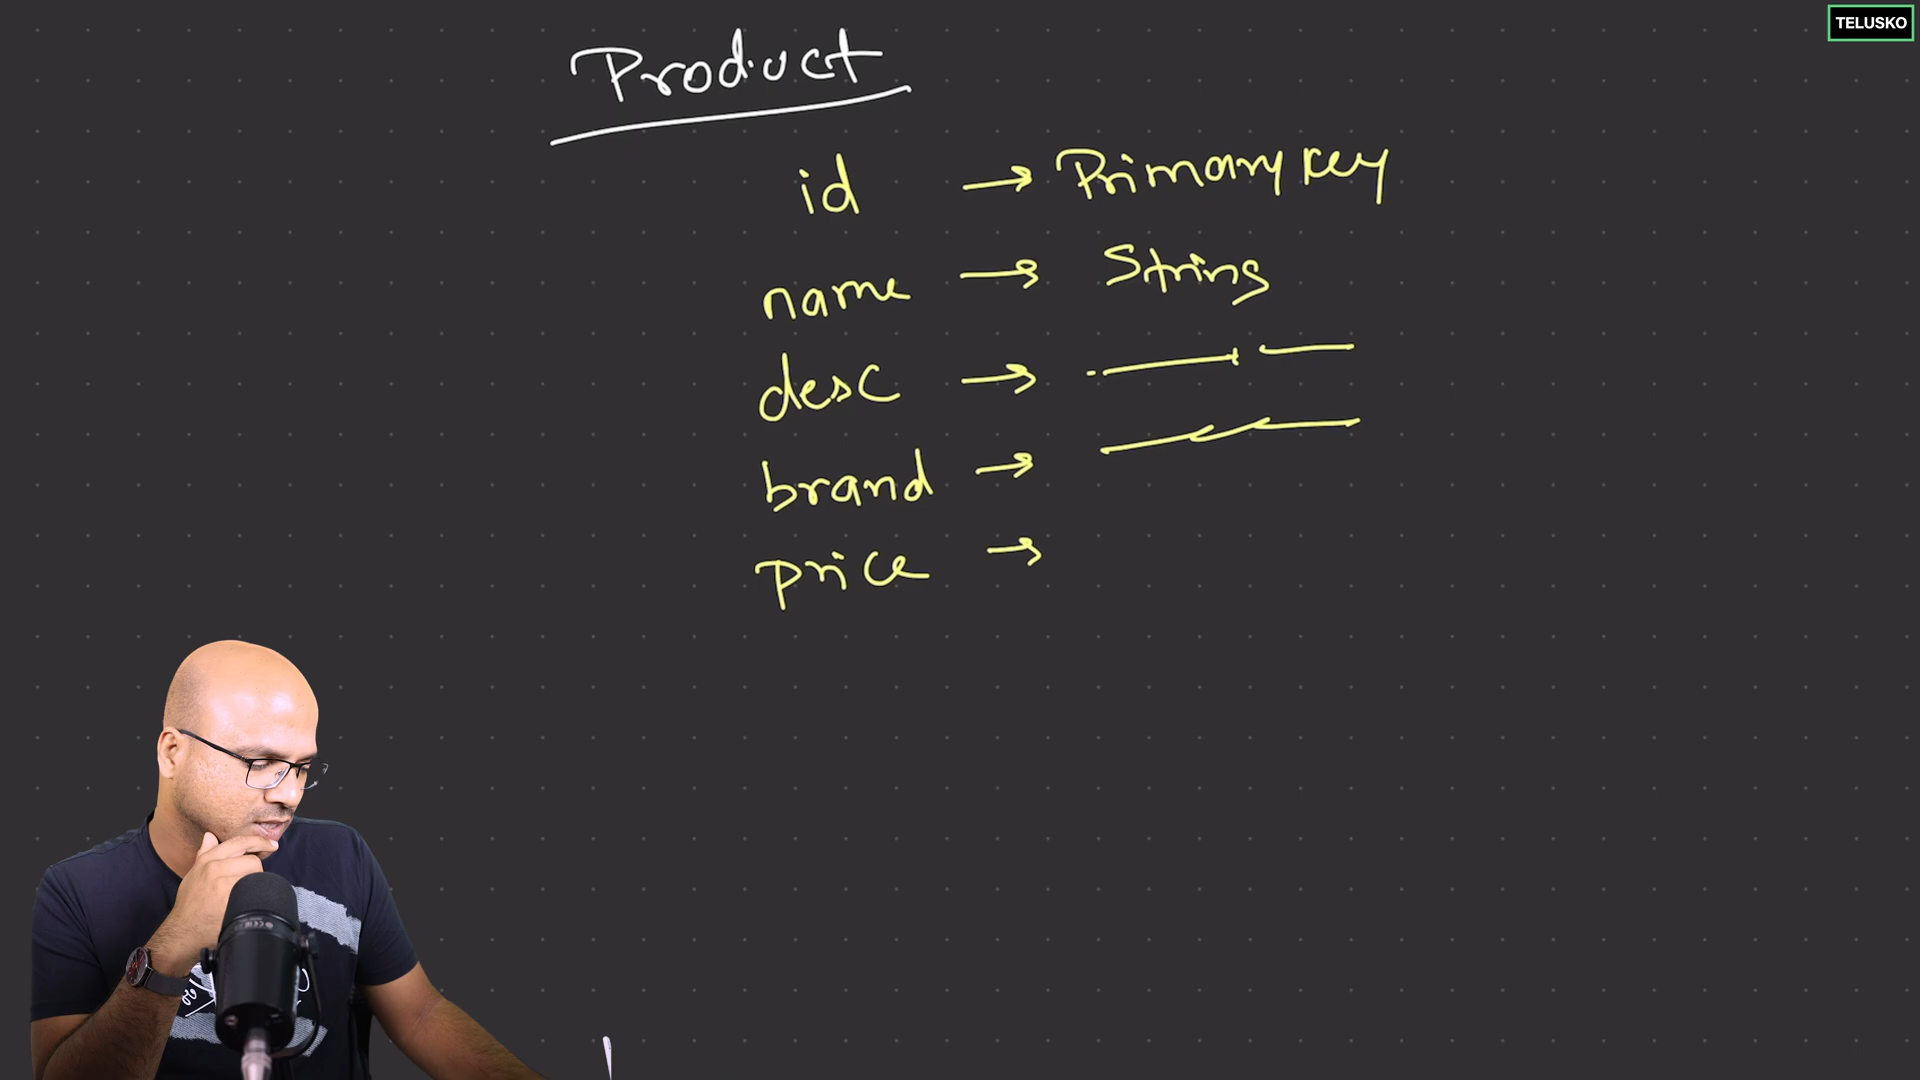 TELUSKO
Product
id → Primary key
name → String
desc →
brand →
price →